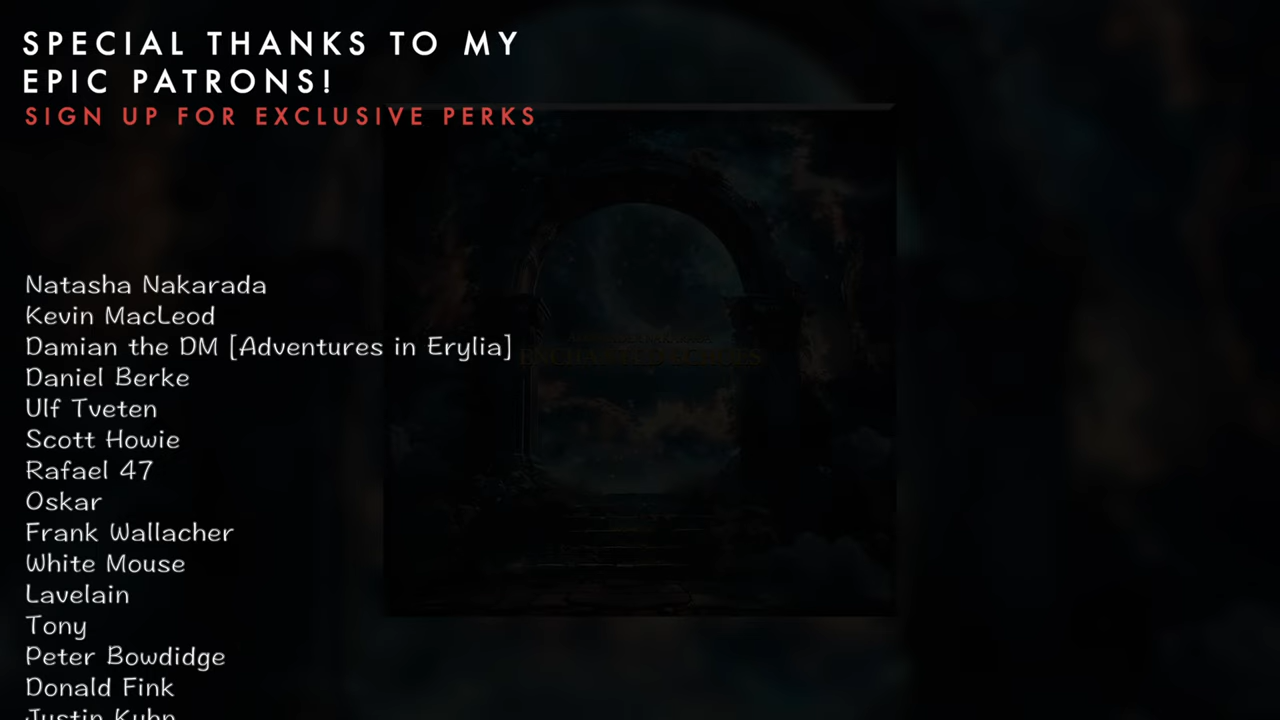 SPECIAL THANKS TO MY
EPIC PATRONS!
SIGN UP FOR EXCLUSIVE PERKS
Natasha Nakarada
Kevin MacLeod
Damian the DM [Adventures in Erylia]
Daniel Berke
Ulf Tveten
Scott Howie
Rafael 47
Oskar
Frank Wallacher
White Mouse
Lavelain
Tony
Peter Bowdidge
Donald Fink
Justin Kuhn